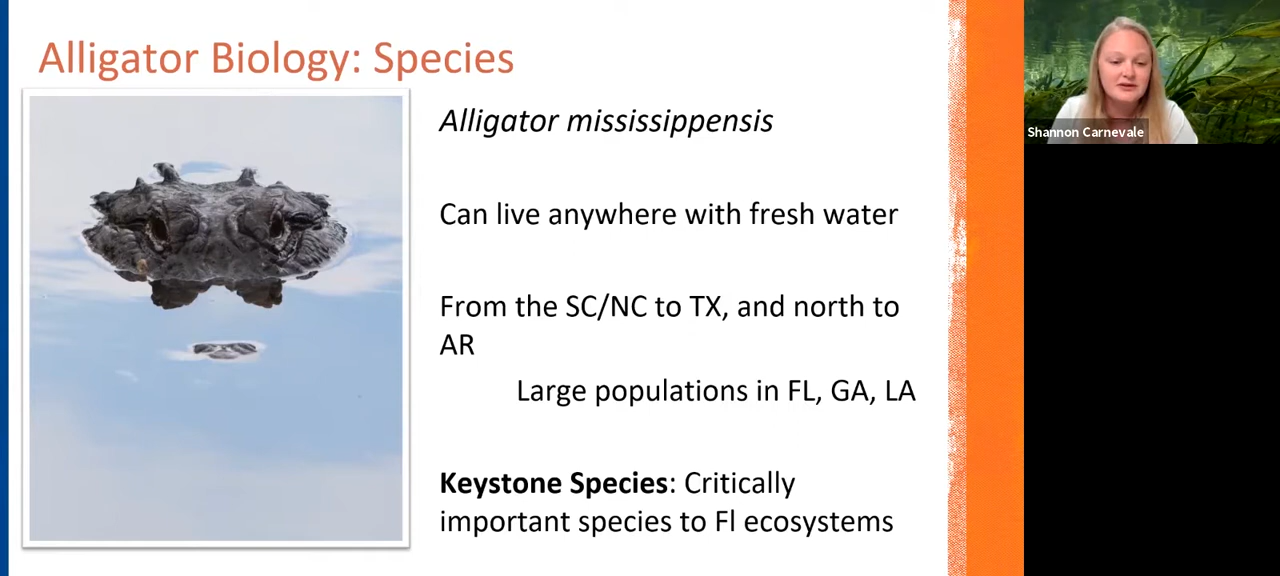 Alligator Biology: Species
Alligator mississippensis
Can live anywhere with fresh water
From the SC/NC to TX, and north to
AR
Large populations in FL, GA, LA
Keystone Species: Critically
important species to Fl ecosystems
Shannon Carnevale